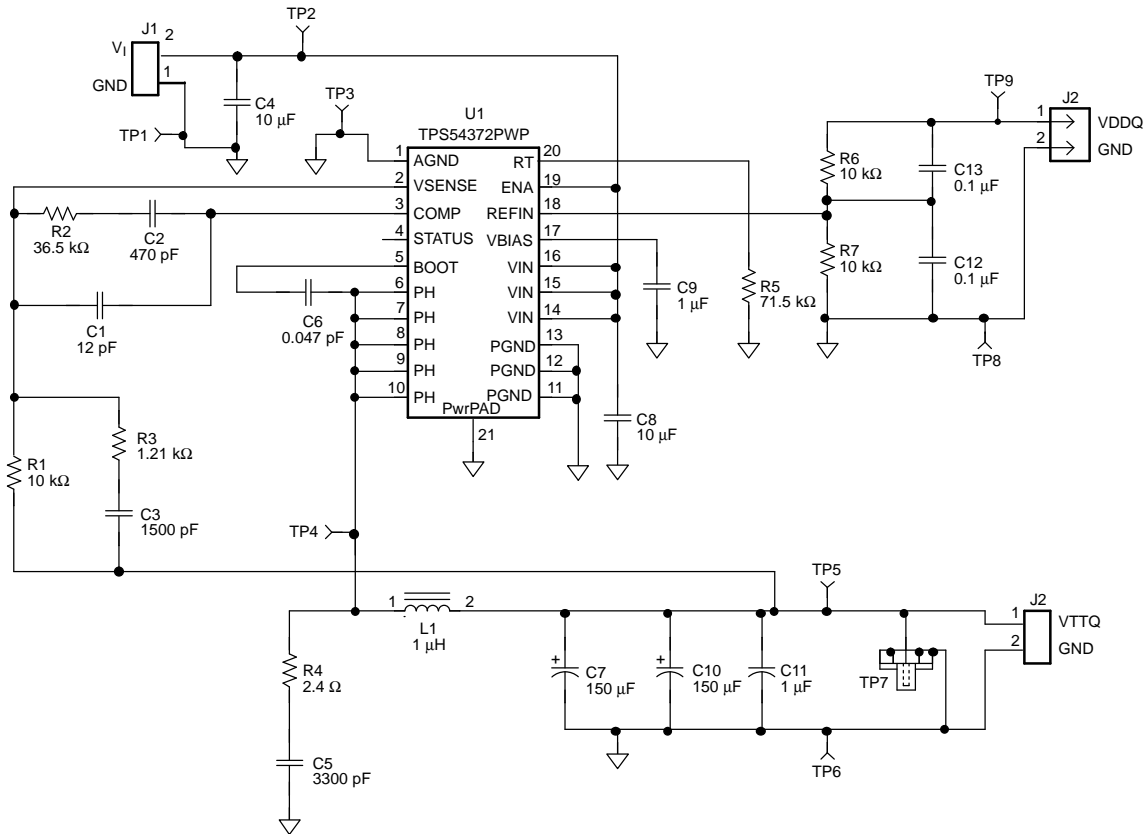 TP2
J1
V_I 2
GND 1
TP1
C4
10 μF
TP3
U1
TPS54372PWP
1 AGND
2 VSENSE
3 COMP
4 STATUS
5 BOOT
6 PH
7 PH
8 PH
9 PH
10 PH
RT 20
ENA 19
REFIN 18
VBIAS 17
VIN 16
VIN 15
VIN 14
PGND 13
PGND 12
PGND 11
PwrPAD
21
R2
36.5 kΩ
C2
470 pF
C1
12 pF
C6
0.047 pF
C9
1 μF
R5
71.5 kΩ
C8
10 μF
TP9
J2
1 VDDQ
2 GND
R6
10 kΩ
C13
0.1 μF
R7
10 kΩ
C12
0.1 μF
TP8
R3
1.21 kΩ
R1
10 kΩ
C3
1500 pF
TP4
1 2
L1
1 μH
R4
2.4 Ω
C5
3300 pF
+ C7
150 μF
+ C10
150 μF
C11
1 μF
TP5
TP7
TP6
J2
1 VTTQ
2 GND